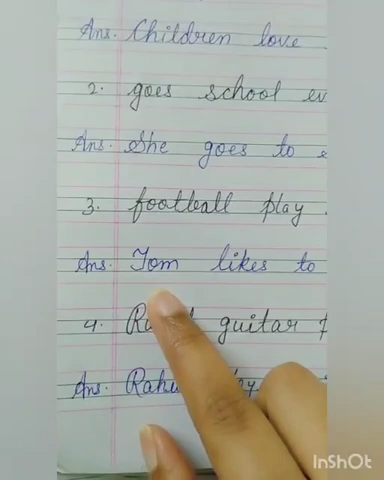 Ans. Children love
2. goes school
Ans. She goes to
3. football play
Ans. Tom likes to
4. guitar
Ans.
InShOt